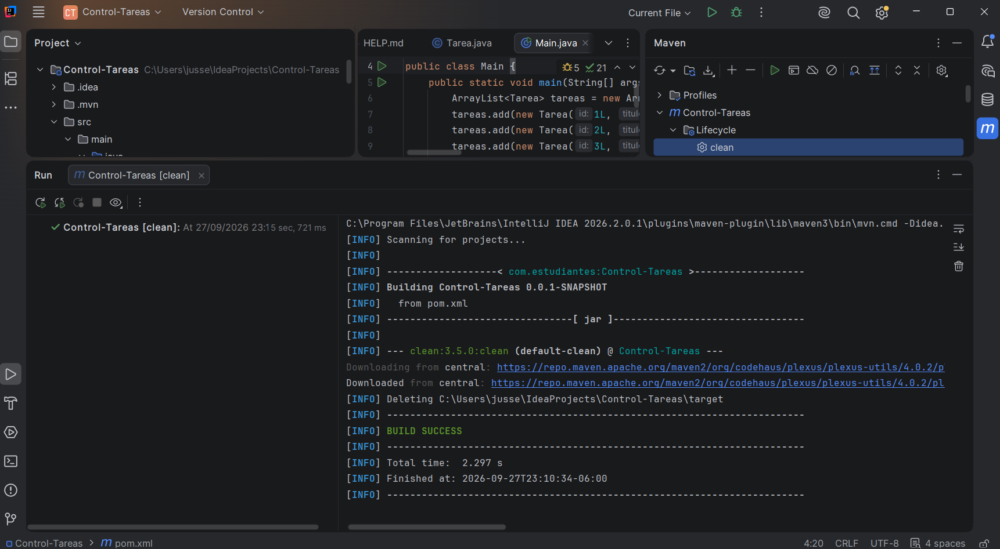 CT Control-Tareas Version Control Current File
Project
Control-Tareas C:\Users\jusse\IdeaProjects\Control-Tareas
.idea
.mvn
src
main
java
HELP.md Tarea.java Main.java
4 public class Main { 5 21
5 public static void main(String[] args
6 ArrayList<Tarea> tareas = new Arr
7 tareas.add(new Tarea( id: 1L, titulo
8 tareas.add(new Tarea( id: 2L, titulo
9 tareas.add(new Tarea( id: 3L, titulo
Maven
Profiles
m Control-Tareas
Lifecycle
clean
m
Run m Control-Tareas [clean]
Control-Tareas [clean]: At 27/09/2026 23:15 sec, 721 ms
C:\Program Files\JetBrains\IntelliJ IDEA 2026.2.0.1\plugins\maven-plugin\lib\maven3\bin\mvn.cmd -Didea.
[INFO] Scanning for projects...
[INFO]
[INFO] -------------------< com.estudiantes:Control-Tareas >-------------------
[INFO] Building Control-Tareas 0.0.1-SNAPSHOT
[INFO]   from pom.xml
[INFO] --------------------------------[ jar ]---------------------------------
[INFO]
[INFO] --- clean:3.5.0:clean (default-clean) @ Control-Tareas ---
Downloading from central: https://repo.maven.apache.org/maven2/org/codehaus/plexus/plexus-utils/4.0.2/p
Downloaded from central: https://repo.maven.apache.org/maven2/org/codehaus/plexus/plexus-utils/4.0.2/pl
[INFO] Deleting C:\Users\jusse\IdeaProjects\Control-Tareas\target
[INFO] ------------------------------------------------------------------------
[INFO] BUILD SUCCESS
[INFO] ------------------------------------------------------------------------
[INFO] Total time:  2.297 s
[INFO] Finished at: 2026-09-27T23:10:34-06:00
[INFO] ------------------------------------------------------------------------
Control-Tareas > m pom.xml 4:20 CRLF UTF-8 4 spaces